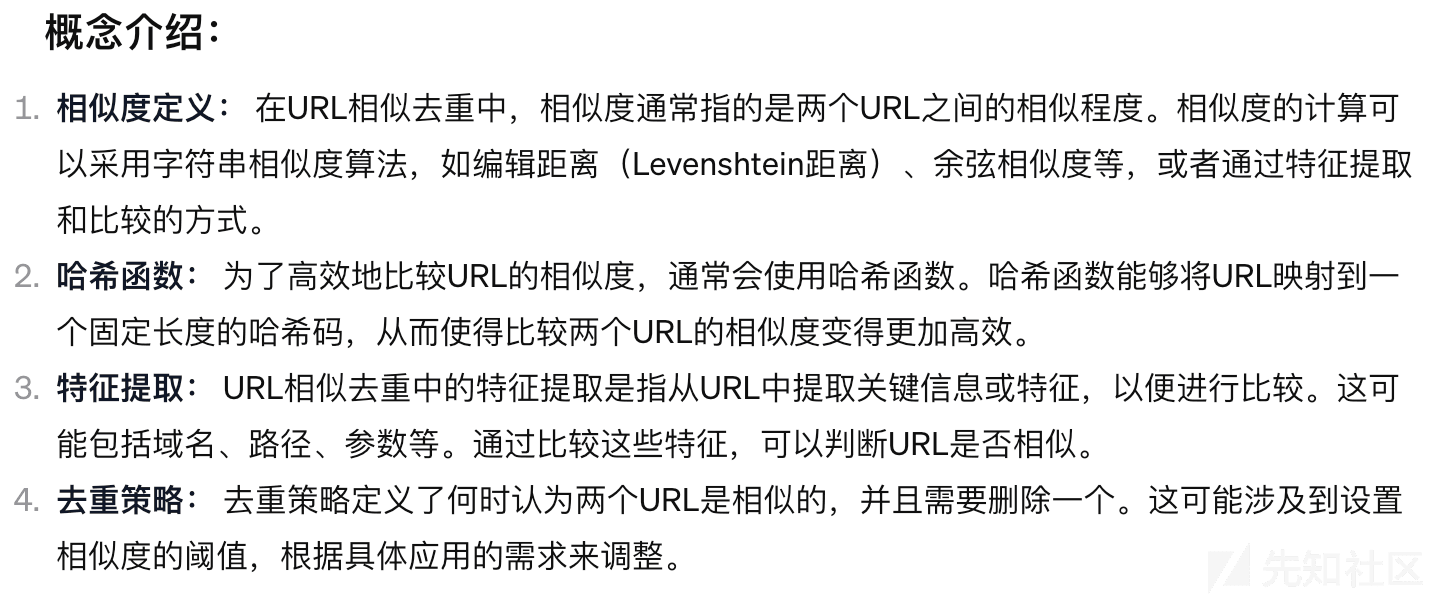 概念介绍：
1. 相似度定义： 在URL相似去重中，相似度通常指的是两个URL之间的相似程度。相似度的计算可
以采用字符串相似度算法，如编辑距离（Levenshtein距离）、余弦相似度等，或者通过特征提取
和比较的方式。
2. 哈希函数： 为了高效地比较URL的相似度，通常会使用哈希函数。哈希函数能够将URL映射到一
个固定长度的哈希码，从而使得比较两个URL的相似度变得更加高效。
3. 特征提取： URL相似去重中的特征提取是指从URL中提取关键信息或特征，以便进行比较。这可
能包括域名、路径、参数等。通过比较这些特征，可以判断URL是否相似。
4. 去重策略： 去重策略定义了何时认为两个URL是相似的，并且需要删除一个。这可能涉及到设置
相似度的阈值，根据具体应用的需求来调整。
先知社区